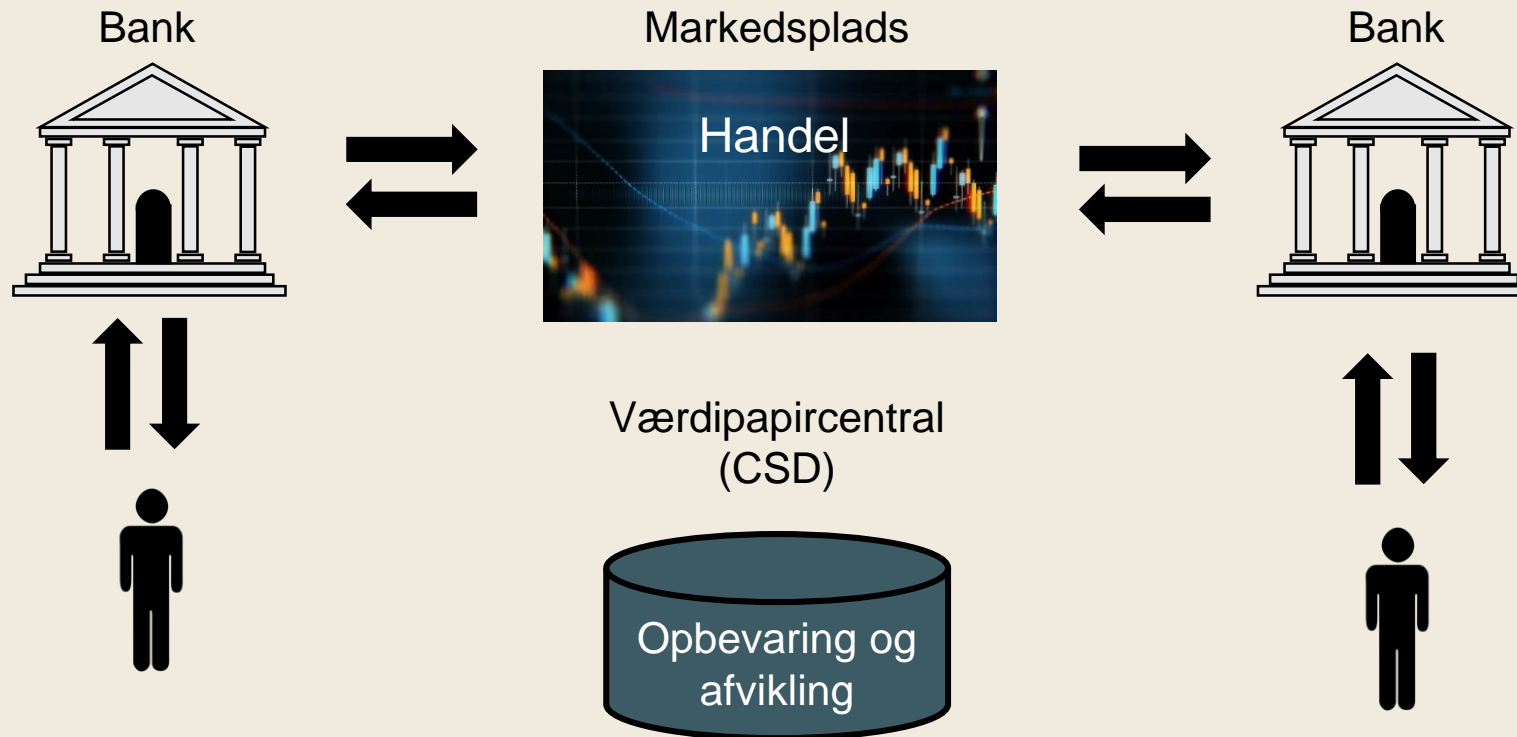 Bank
Markedsplads
Bank
Handel
Værdipapircentral
(CSD)
Opbevaring og
afvikling